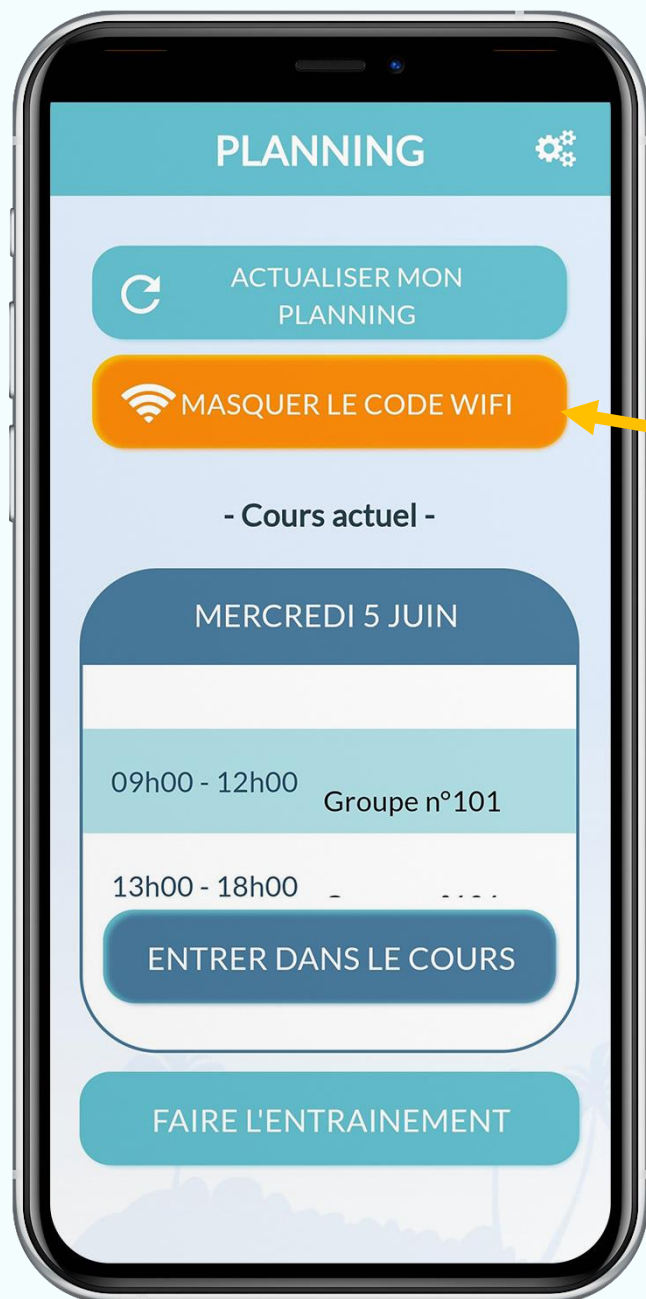 PLANNING
ACTUALISER MON
PLANNING
MASQUER LE CODE WIFI
- Cours actuel -
MERCREDI 5 JUIN
09h00 - 12h00 Groupe n°101
13h00 - 18h00
ENTRER DANS LE COURS
FAIRE L'ENTRAINEMENT